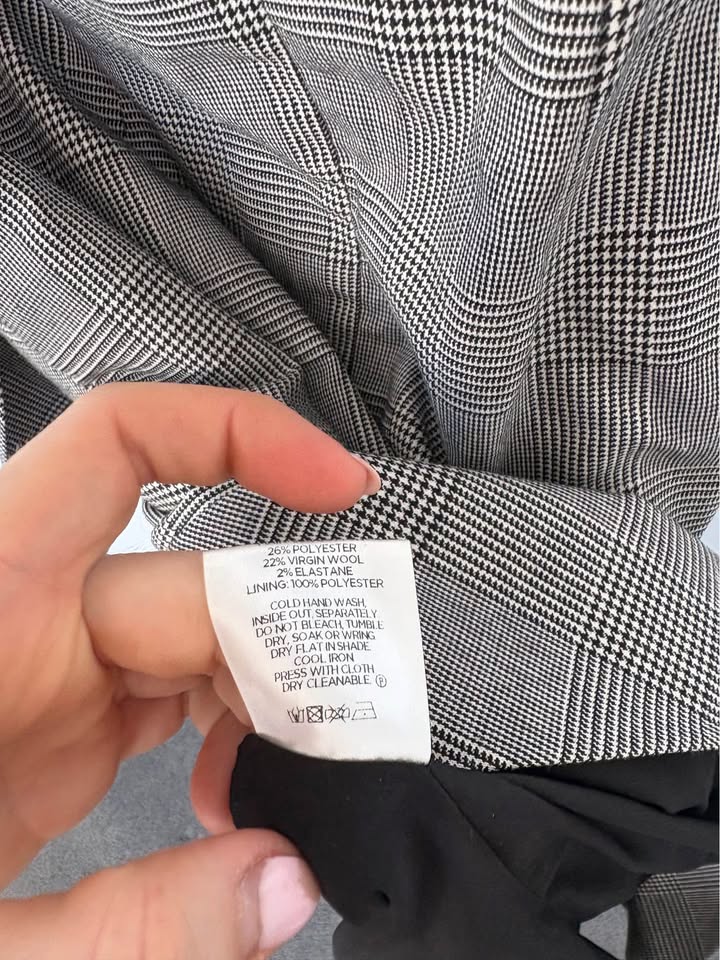 26% POLYESTER
22% VIRGIN WOOL
2% ELASTANE
LINING: 100% POLYESTER
COLD HAND WASH,
INSIDE OUT, SEPARATELY
DO NOT BLEACH, TUMBLE
DRY, SOAK OR WRING
DRY FLAT IN SHADE
COOL IRON
PRESS WITH CLOTH
DRY CLEANABLE Ⓟ